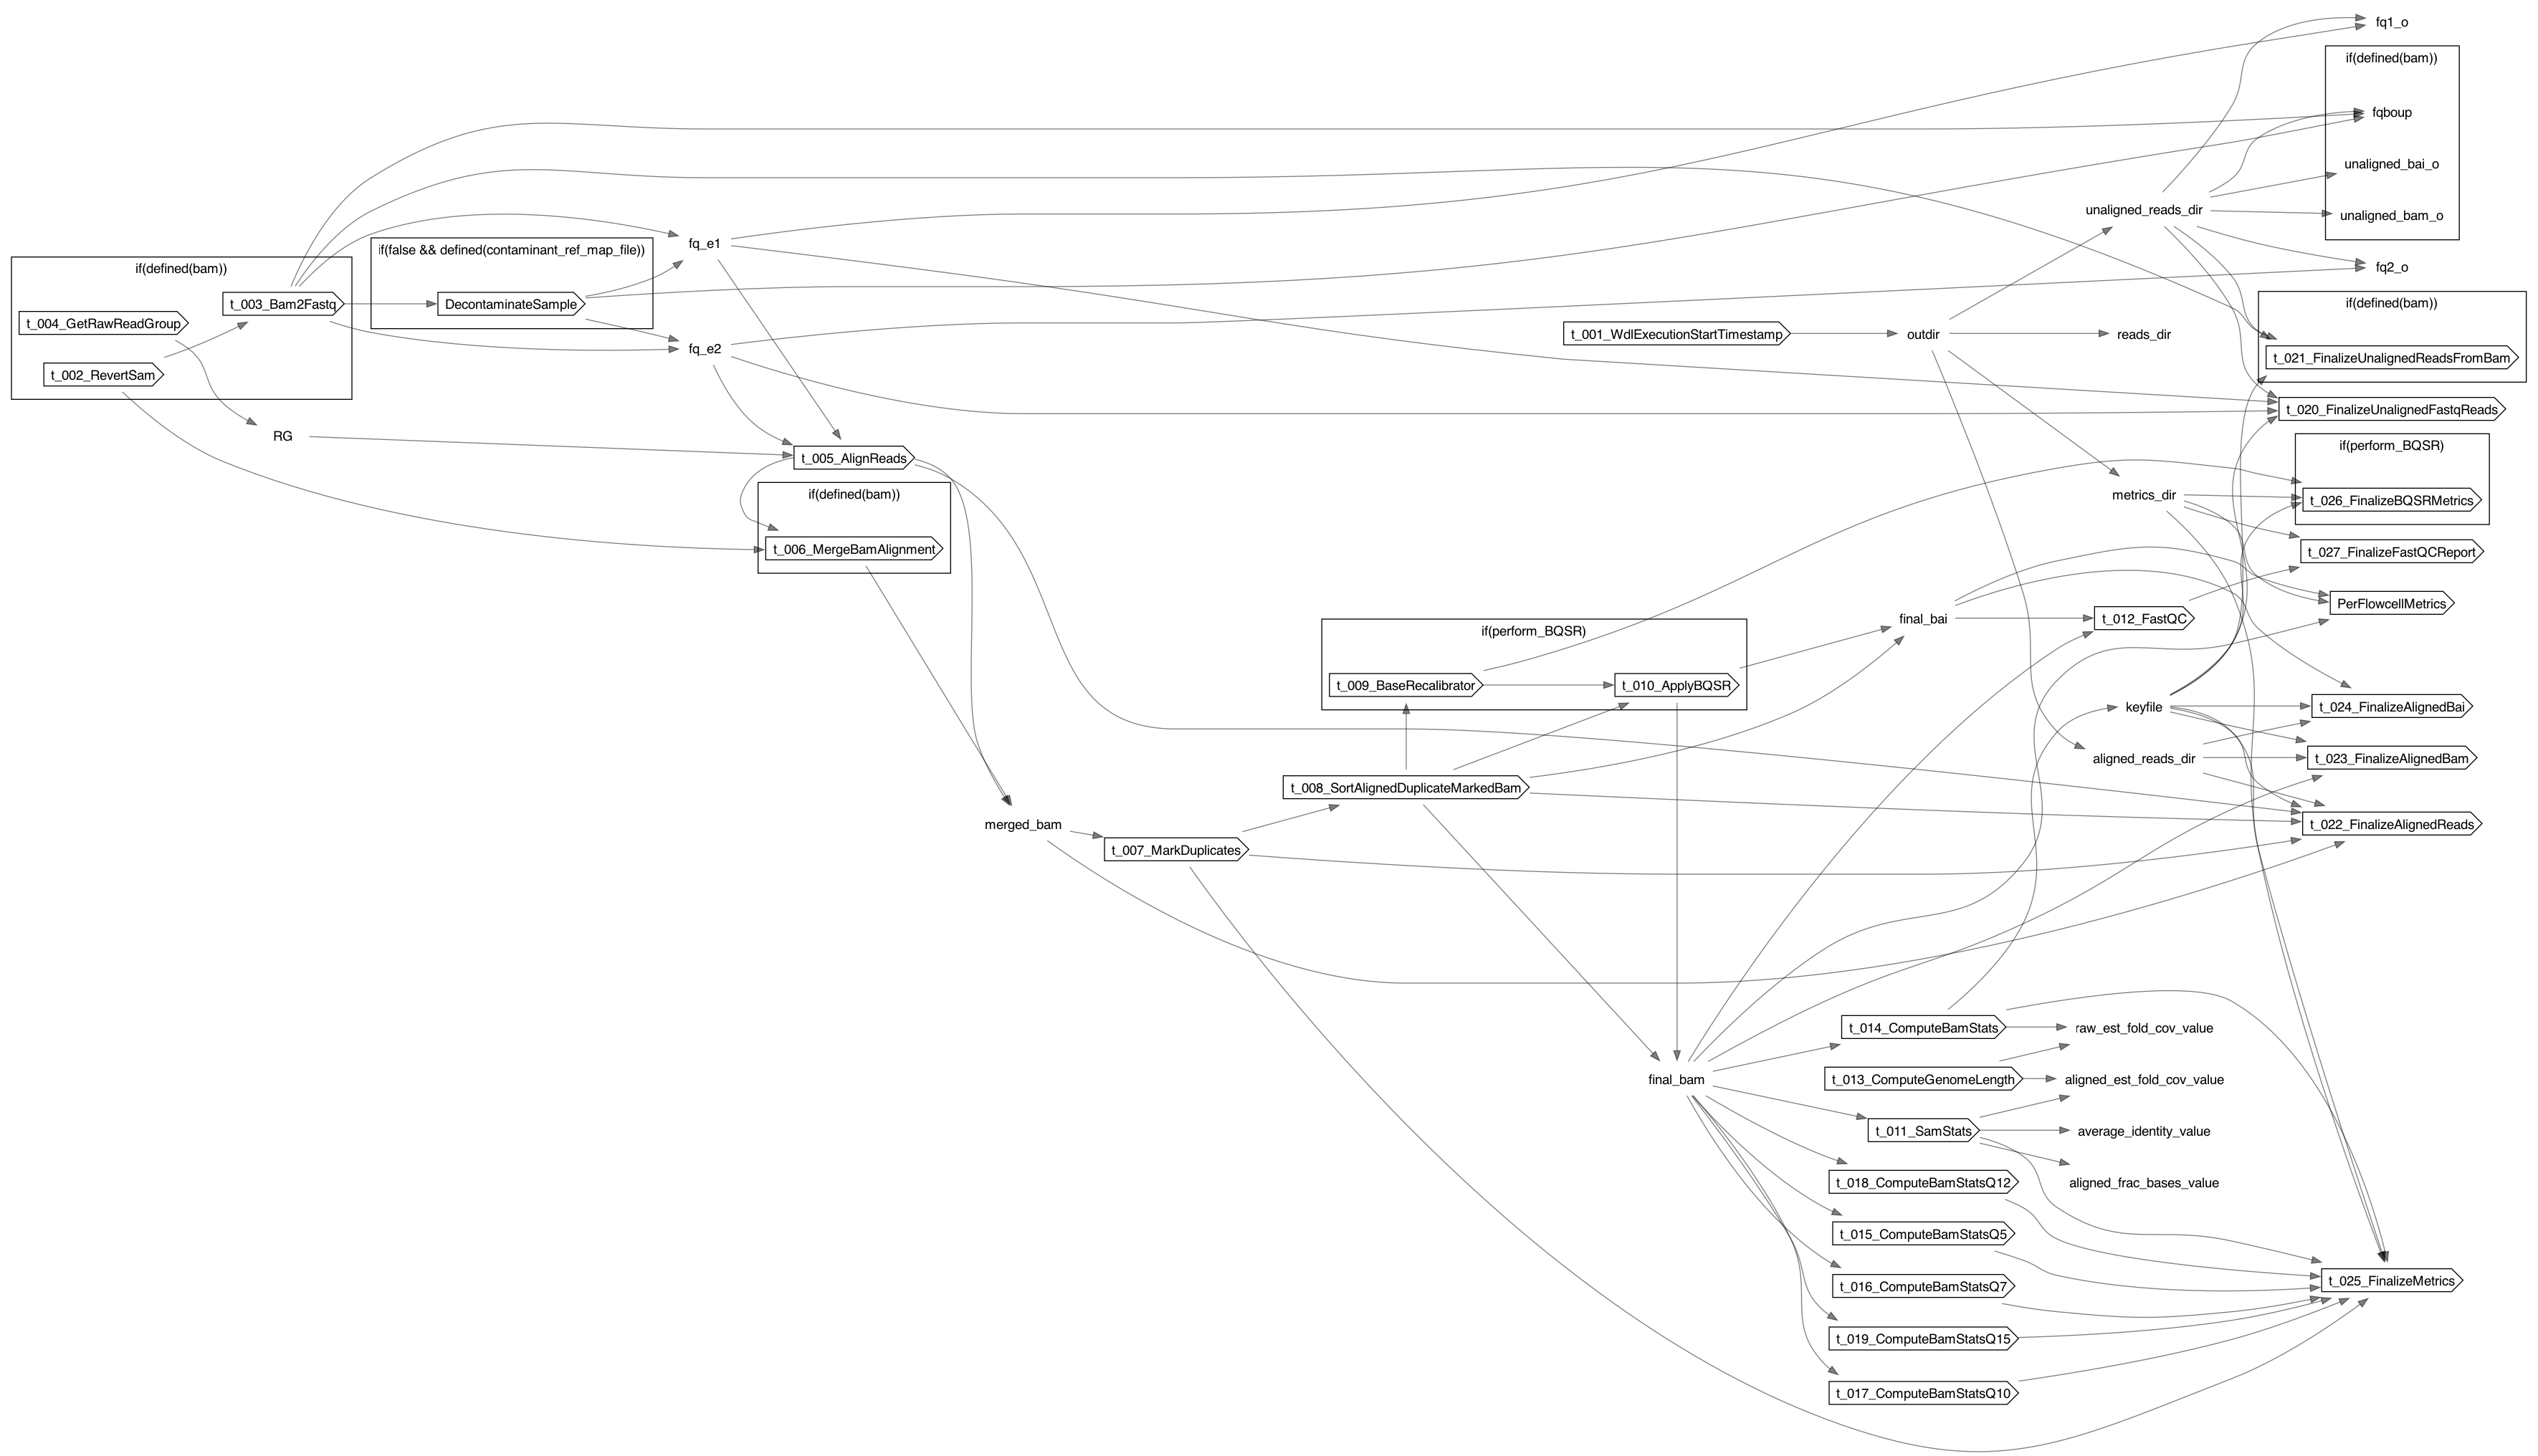 fq1_o
if(defined(bam))
fqboup
unaligned_bai_o
unaligned_reads_dir
unaligned_bam_o
fq_e1
if(false && defined(contaminant_ref_map_file))
if(defined(bam))
fq2_o
t_003_Bam2Fastq
DecontaminateSample
if(defined(bam))
t_004_GetRawReadGroup
t_001_WdlExecutionStartTimestamp
outdir
reads_dir
fq_e2
t_021_FinalizeUnalignedReadsFromBam
t_002_RevertSam
t_020_FinalizeUnalignedFastqReads
RG
if(perform_BQSR)
t_005_AlignReads
if(defined(bam))
metrics_dir
t_026_FinalizeBQSRMetrics
t_006_MergeBamAlignment
t_027_FinalizeFastQCReport
PerFlowcellMetrics
final_bai
t_012_FastQC
if(perform_BQSR)
t_009_BaseRecalibrator
t_010_ApplyBQSR
keyfile
t_024_FinalizeAlignedBai
aligned_reads_dir
t_023_FinalizeAlignedBam
t_008_SortAlignedDuplicateMarkedBam
merged_bam
t_022_FinalizeAlignedReads
t_007_MarkDuplicates
t_014_ComputeBamStats
raw_est_fold_cov_value
final_bam
t_013_ComputeGenomeLength
aligned_est_fold_cov_value
t_011_SamStats
average_identity_value
t_018_ComputeBamStatsQ12
aligned_frac_bases_value
t_015_ComputeBamStatsQ5
t_025_FinalizeMetrics
t_016_ComputeBamStatsQ7
t_019_ComputeBamStatsQ15
t_017_ComputeBamStatsQ10